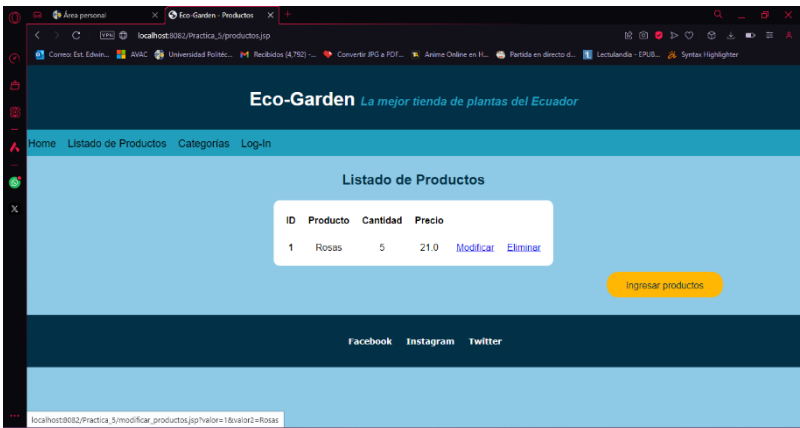 Área personal
Eco-Garden - Productos
VPN localhost:8082/Practica_5/productos.jsp
Correo: Est. Edwin... AVAC Universidad Politéc... Recibidos (4,792) -... Convertir JPG a PDF... Anime Online en H... Partida en directo d... Lectulandia - EPUB... Syntax Highlighter
Eco-Garden La mejor tienda de plantas del Ecuador
Home Listado de Productos Categorías Log-In
Listado de Productos
ID Producto Cantidad Precio
1 Rosas 5 21.0 Modificar Eliminar
Ingresar productos
Facebook Instagram Twitter
localhost:8082/Practica_5/modificar_productos.jsp?valor=1&valor2=Rosas